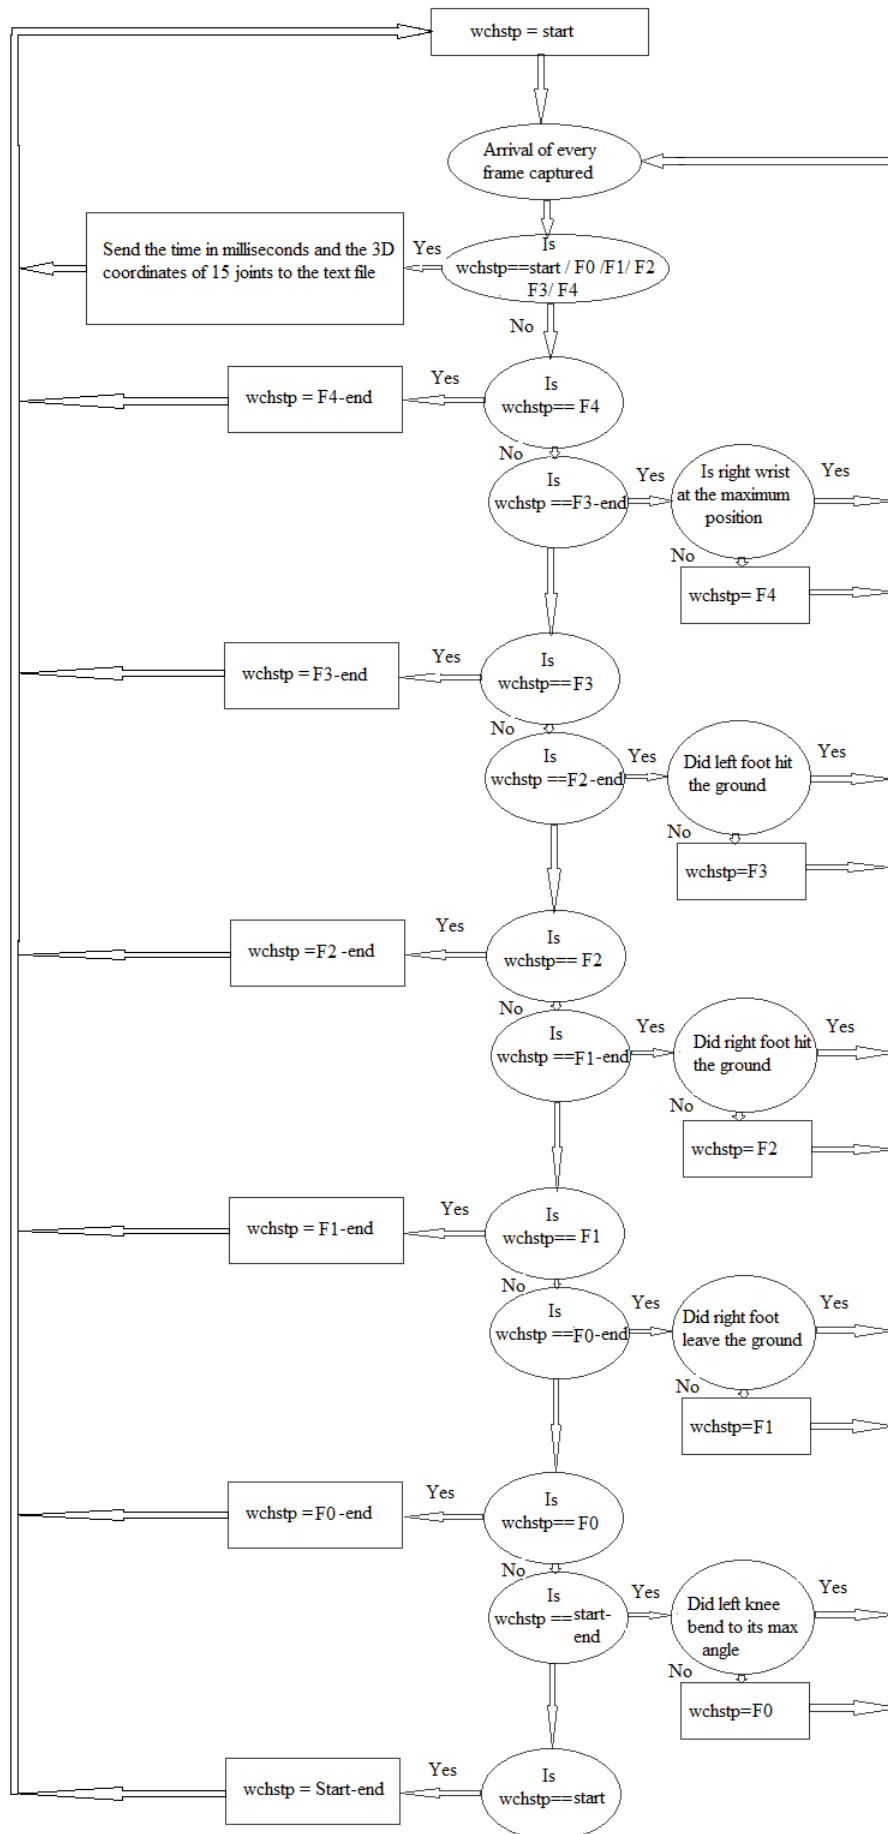 wchstp = start
Arrival of every
frame captured
Is
wchstp==start / F0 /F1/ F2
F3/ F4
Yes
Send the time in milliseconds and the 3D
coordinates of 15 joints to the text file
No
Is
wchstp== F4
Yes
wchstp = F4-end
No
Is
wchstp ==F3-end
Yes
Is right wrist
at the maximum
position
Yes
No
wchstp= F4
Is
wchstp==F3
Yes
wchstp = F3-end
No
Is
wchstp ==F2-end
Yes
Did left foot hit
the ground
Yes
No
wchstp=F3
Is
wchstp== F2
Yes
wchstp =F2 -end
No
Is
wchstp ==F1-end
Yes
Did right foot hit
the ground
Yes
No
wchstp= F2
Is
wchstp== F1
Yes
wchstp = F1-end
No
Is
wchstp ==F0-end
Yes
Did right foot
leave the ground
Yes
No
wchstp=F1
Is
wchstp== F0
Yes
wchstp =F0 -end
No
Is
wchstp ==start-
end
Yes
Did left knee
bend to its max
angle
Yes
No
wchstp=F0
Is
wchstp==start
Yes
wchstp = Start-end